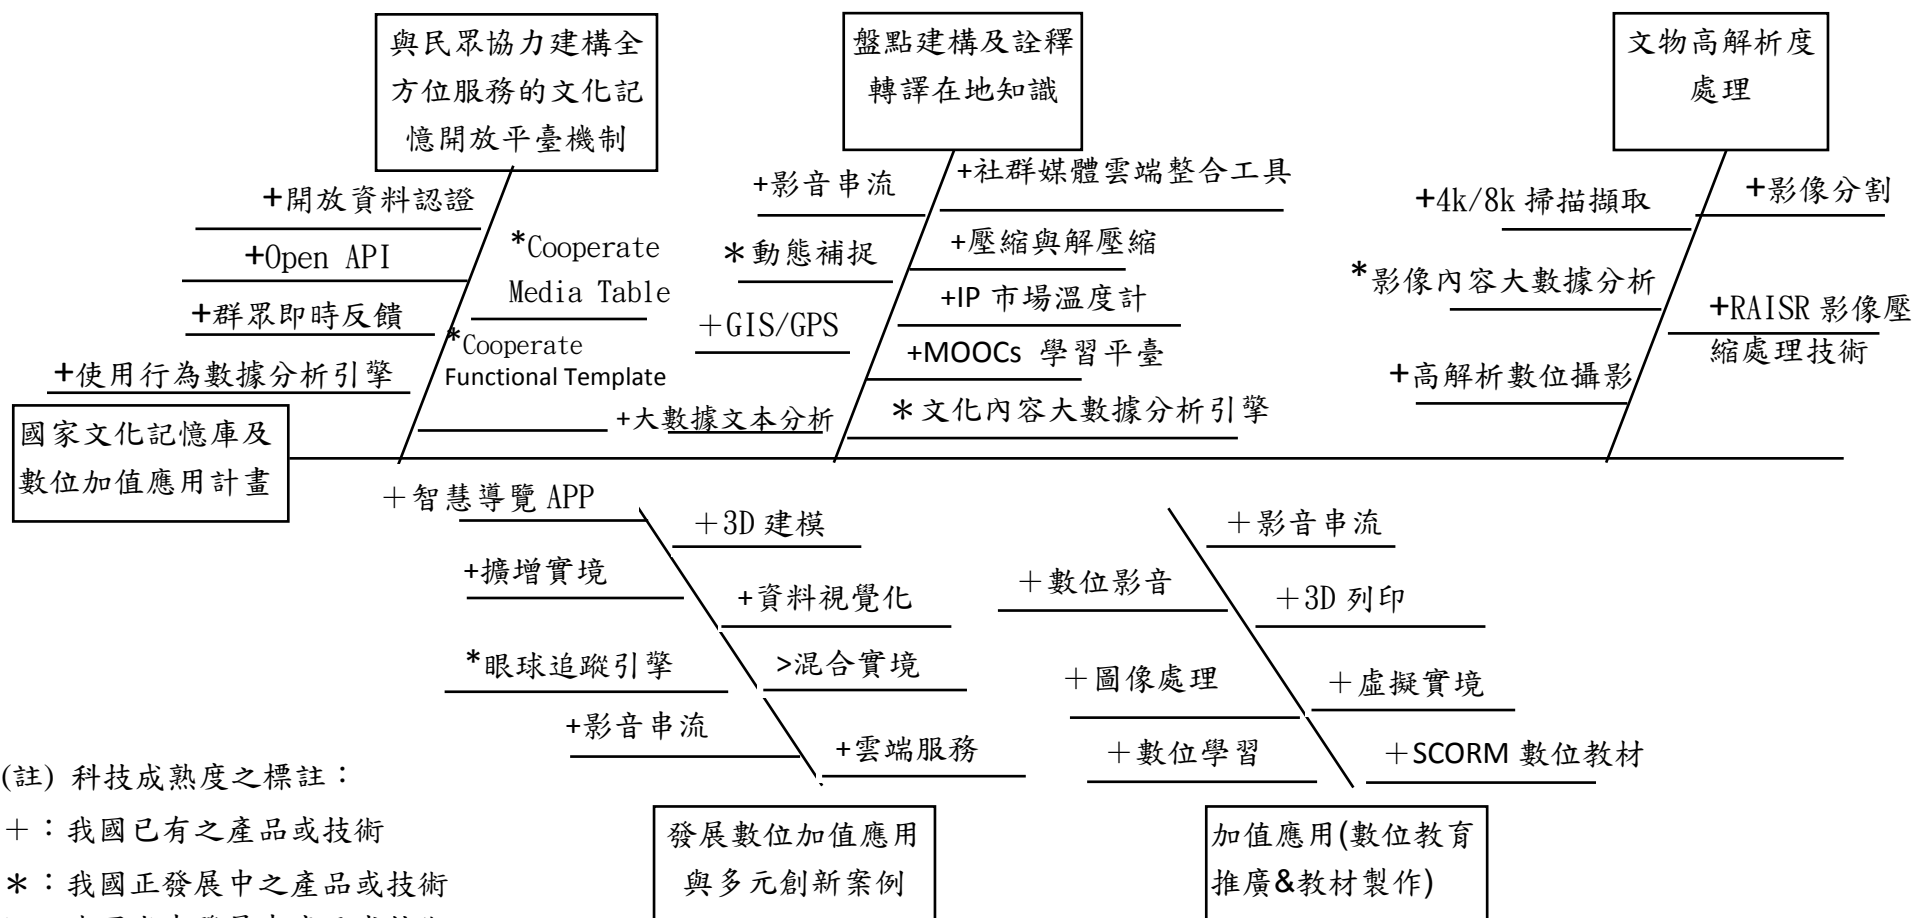 與民眾協力建構全
方位服務的文化記
憶開放平臺機制
盤點建構及詮釋
轉譯在地知識
文物高解析度
處理
+開放資料認證
+Open API
+群眾即時反饋
+使用行為數據分析引擎
*Cooperate
Media Table
*Cooperate
Functional Template
+影音串流
＊動態補捉
＋GIS/GPS
+大數據文本分析
+社群媒體雲端整合工具
+壓縮與解壓縮
+IP 市場溫度計
+MOOCs 學習平臺
＊文化內容大數據分析引擎
+4k/8k 掃描擷取
*影像內容大數據分析
+高解析數位攝影
+影像分割
+RAISR 影像壓
縮處理技術
國家文化記憶庫及
數位加值應用計畫
＋智慧導覽 APP
+擴增實境
*眼球追蹤引擎
+影音串流
＋3D 建模
+資料視覺化
>混合實境
+雲端服務
＋數位影音
＋圖像處理
＋數位學習
＋影音串流
＋3D 列印
＋虛擬實境
＋SCORM 數位教材
發展數位加值應用
與多元創新案例
加值應用(數位教育
推廣&教材製作)
(註) 科技成熟度之標註：
＋：我國已有之產品或技術
＊：我國正發展中之產品或技術